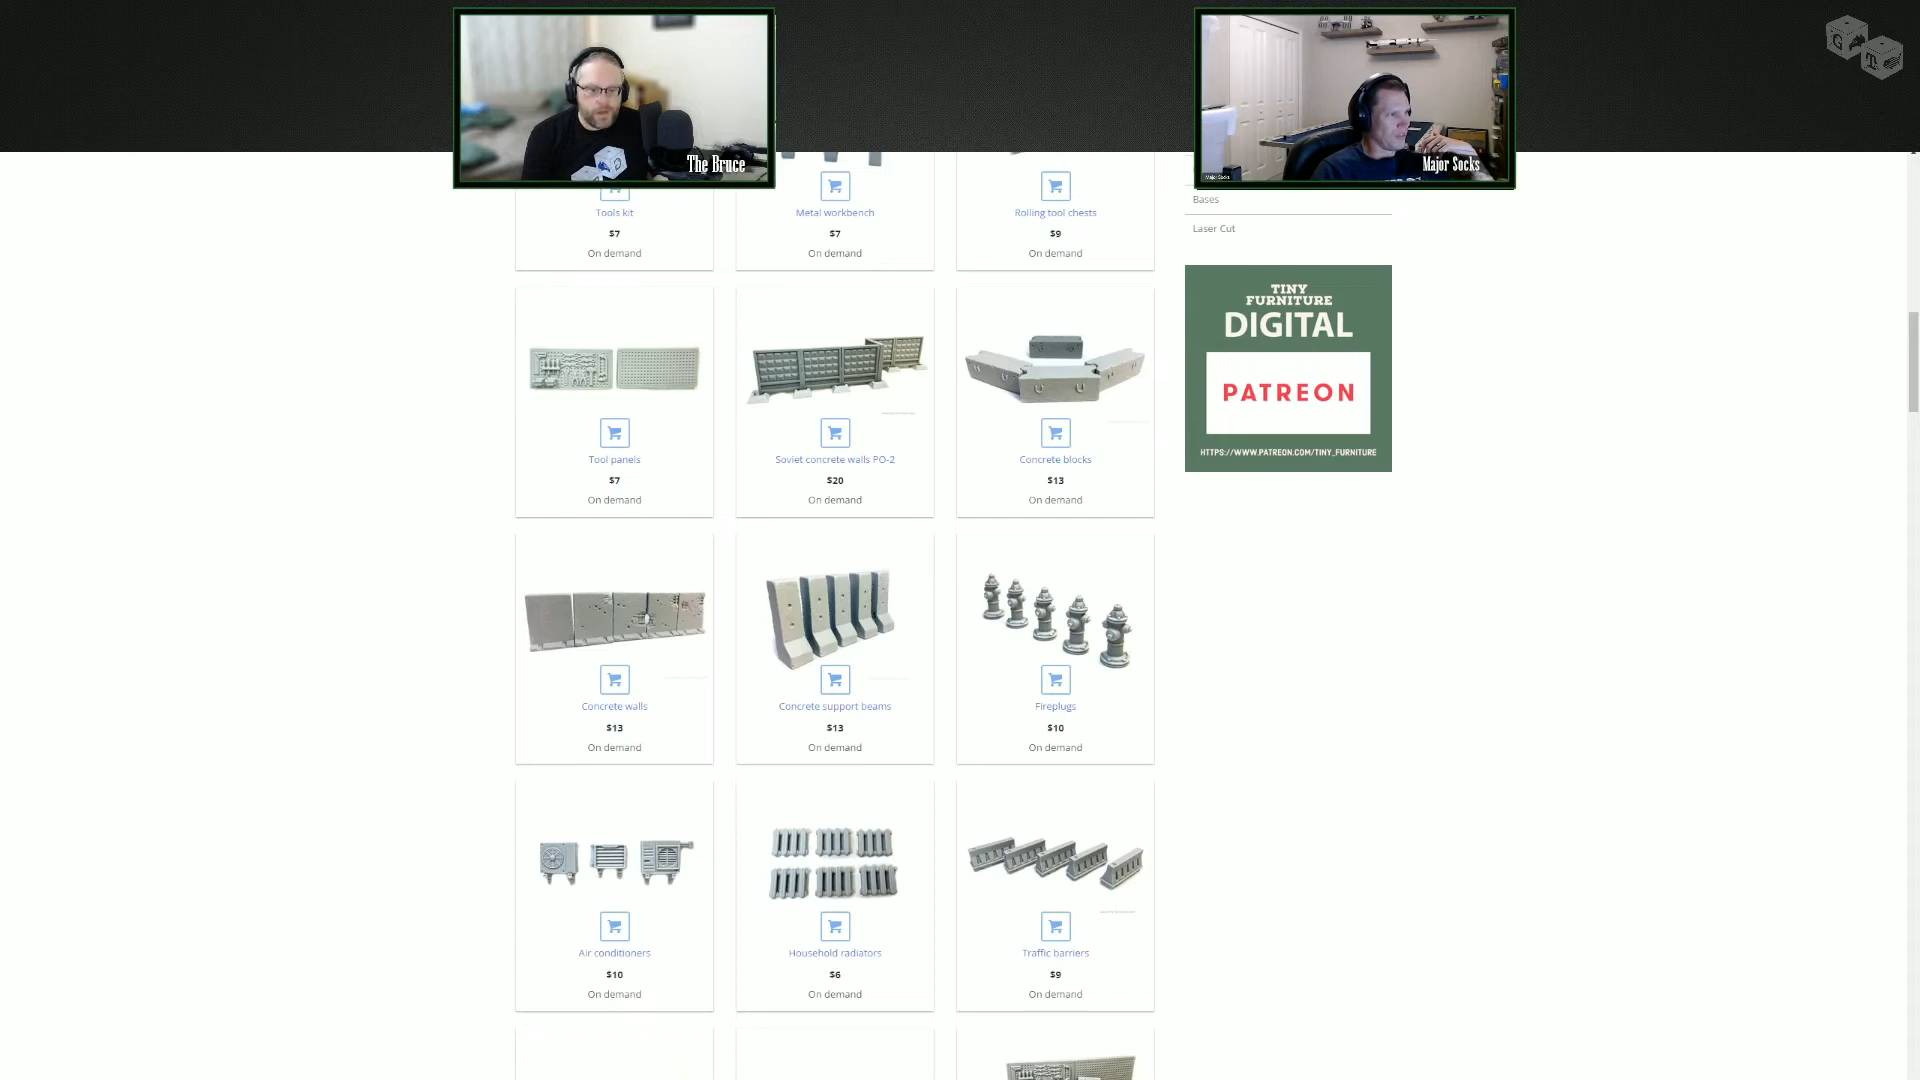 The Bruce
Major Socks
Major Socks
G
T
Tools kit
$7
On demand
Metal workbench
$7
On demand
Rolling tool chests
$9
On demand
Bases
Laser Cut
TINY
FURNITURE
DIGITAL
PATREON
HTTPS://WWW.PATREON.COM/TINY_FURNITURE
Tool panels
$7
On demand
Soviet concrete walls PO-2
$20
On demand
Concrete blocks
$13
On demand
Concrete walls
$13
On demand
Concrete support beams
$13
On demand
Fireplugs
$10
On demand
Air conditioners
$10
On demand
Household radiators
$6
On demand
Traffic barriers
$9
On demand